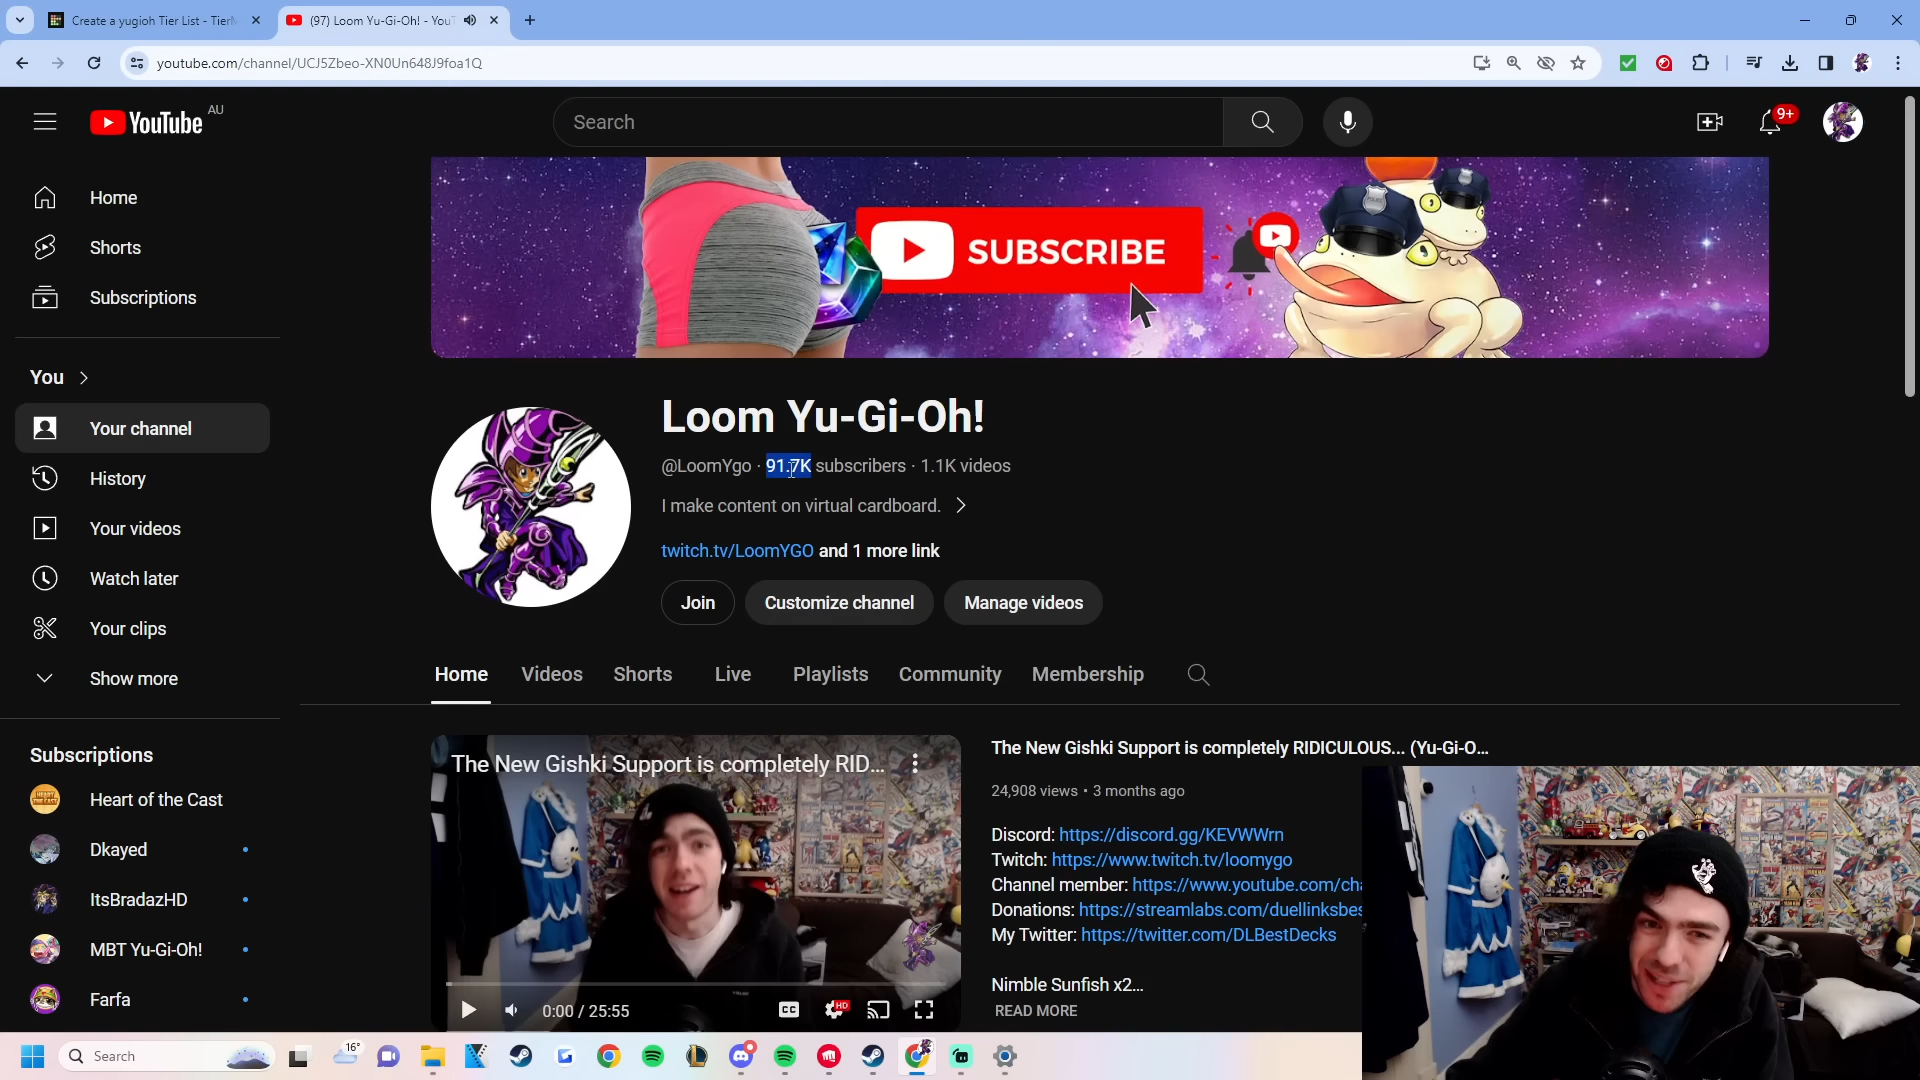 Create a yugioh Tier List - Tier
(97) Loom Yu-Gi-Oh! - YouT
youtube.com/channel/UCJ5Zbeo-XN0Un648J9foa1Q
YouTube AU
Search
9+
Home
Shorts
Subscriptions
You
Your channel
History
Your videos
Watch later
Your clips
Show more
Subscriptions
Heart of the Cast
Dkayed
ItsBradazHD
MBT Yu-Gi-Oh!
Farfa
SUBSCRIBE
Loom Yu-Gi-Oh!
@LoomYgo · 91.7K subscribers · 1.1K videos
I make content on virtual cardboard.
twitch.tv/LoomYGO and 1 more link
Join Customize channel Manage videos
Home Videos Shorts Live Playlists Community Membership
The New Gishki Support is completely RID...
0:00 / 25:55
CC
HD
The New Gishki Support is completely RIDICULOUS... (Yu-Gi-O...
24,908 views • 3 months ago
Discord: https://discord.gg/KEVWWrn
Twitch: https://www.twitch.tv/loomygo
Channel member: https://www.youtube.com/cha
Donations: https://streamlabs.com/duellinksbes
My Twitter: https://twitter.com/DLBestDecks
Nimble Sunfish x2...
READ MORE
Search
16°